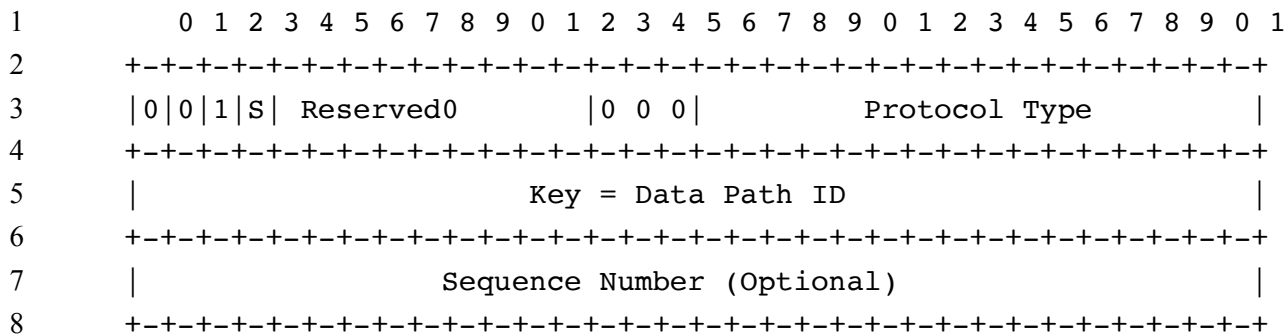 1 0 1 2 3 4 5 6 7 8 9 0 1 2 3 4 5 6 7 8 9 0 1 2 3 4 5 6 7 8 9 0 1
2 +-+-+-+-+-+-+-+-+-+-+-+-+-+-+-+-+-+-+-+-+-+-+-+-+-+-+-+-+-+-+-+-+
3 |0|0|1|S| Reserved0 |0 0 0| Protocol Type |
4 +-+-+-+-+-+-+-+-+-+-+-+-+-+-+-+-+-+-+-+-+-+-+-+-+-+-+-+-+-+-+-+-+
5 | Key = Data Path ID |
6 +-+-+-+-+-+-+-+-+-+-+-+-+-+-+-+-+-+-+-+-+-+-+-+-+-+-+-+-+-+-+-+-+
7 | Sequence Number (Optional) |
8 +-+-+-+-+-+-+-+-+-+-+-+-+-+-+-+-+-+-+-+-+-+-+-+-+-+-+-+-+-+-+-+-+